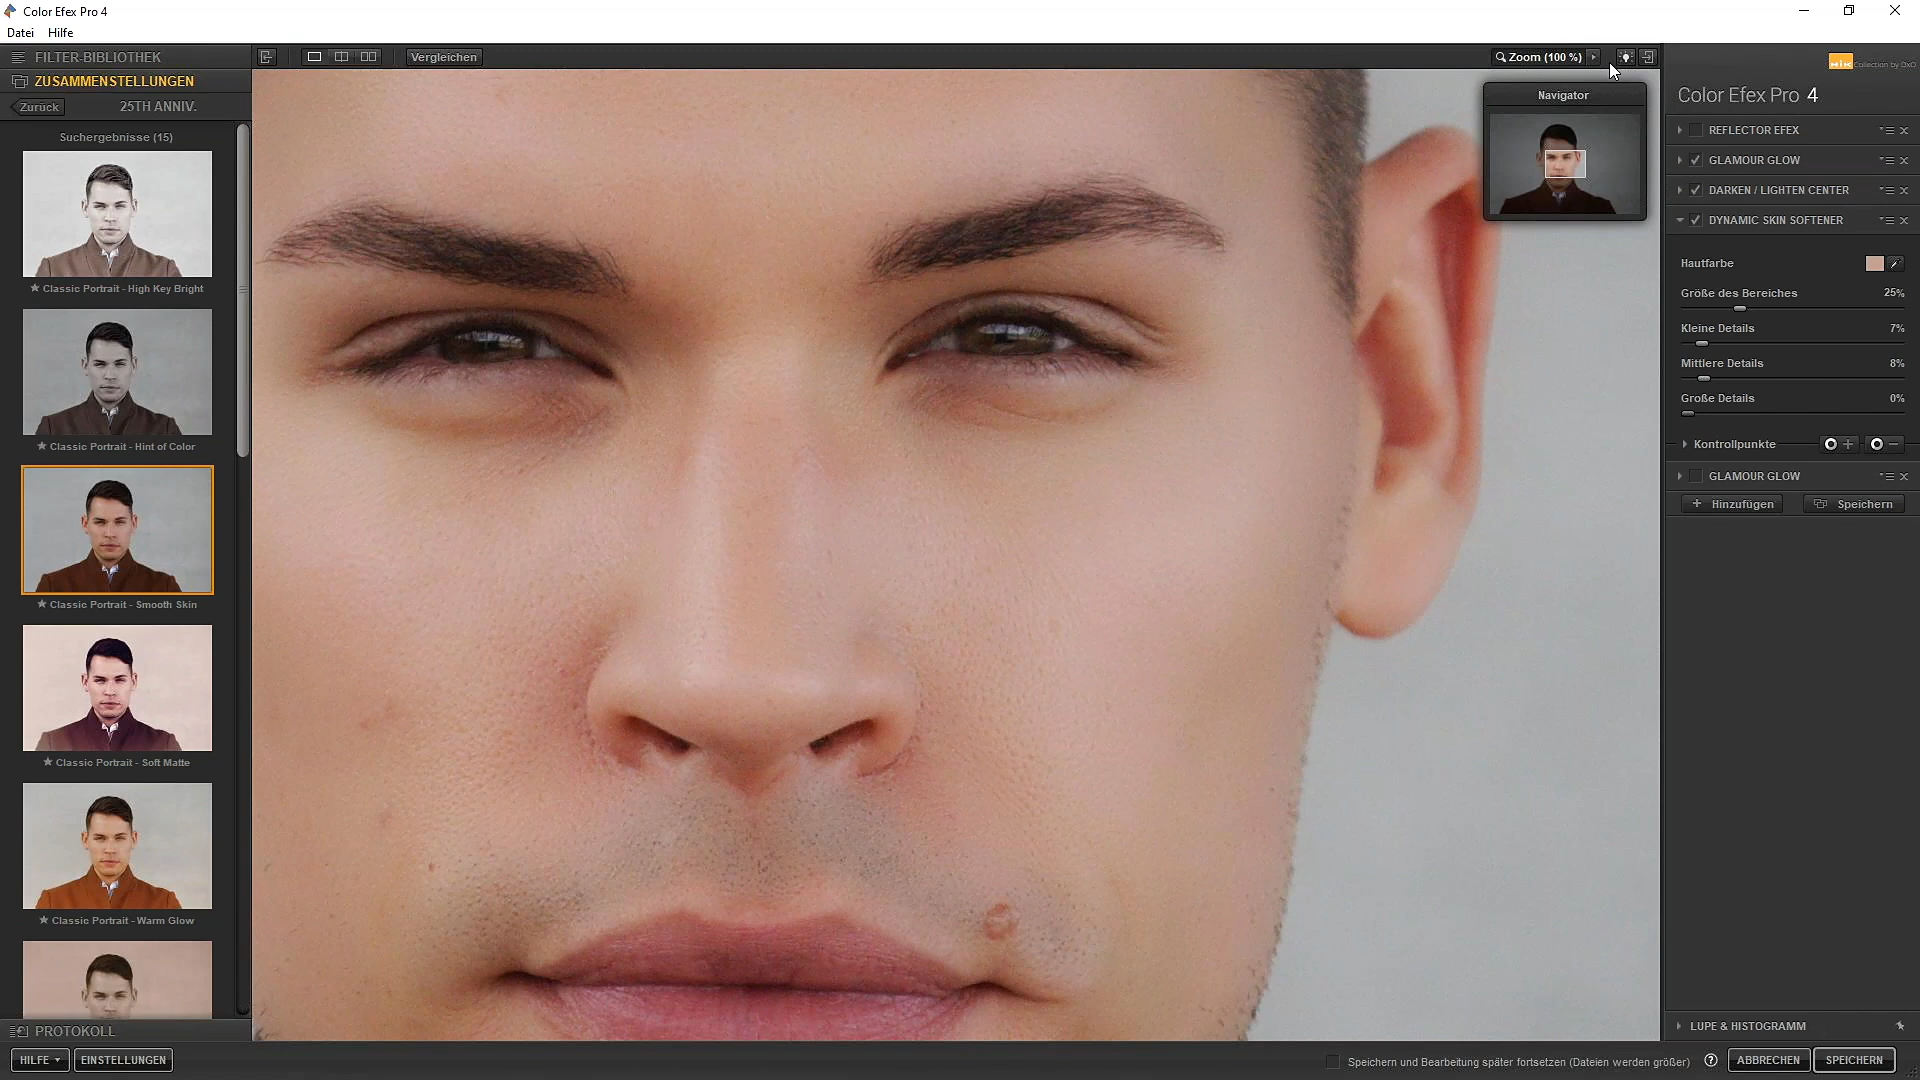 Color Efex Pro 4
Datei Hilfe
FILTER-BIBLIOTHEK
ZUSAMMENSTELLUNGEN
Zurück 25TH ANNIV.
Suchergebnisse (15)
Classic Portrait - High Key Bright
Classic Portrait - Hint of Color
Classic Portrait - Smooth Skin
Classic Portrait - Soft Matte
Classic Portrait - Warm Glow
PROTOKOLL
HILFE EINSTELLUNGEN
Vergleichen
Zoom (100 %)
Navigator
Nik Collection by DxO
Color Efex Pro 4
REFLECTOR EFEX
GLAMOUR GLOW
DARKEN / LIGHTEN CENTER
DYNAMIC SKIN SOFTENER
Hautfarbe
Größe des Bereiches 25%
Kleine Details 7%
Mittlere Details 8%
Große Details 0%
Kontrollpunkte
GLAMOUR GLOW
Hinzufügen Speichern
LUPE & HISTOGRAMM
Speichern und Bearbeitung später fortsetzen (Dateien werden größer) ? ABBRECHEN SPEICHERN